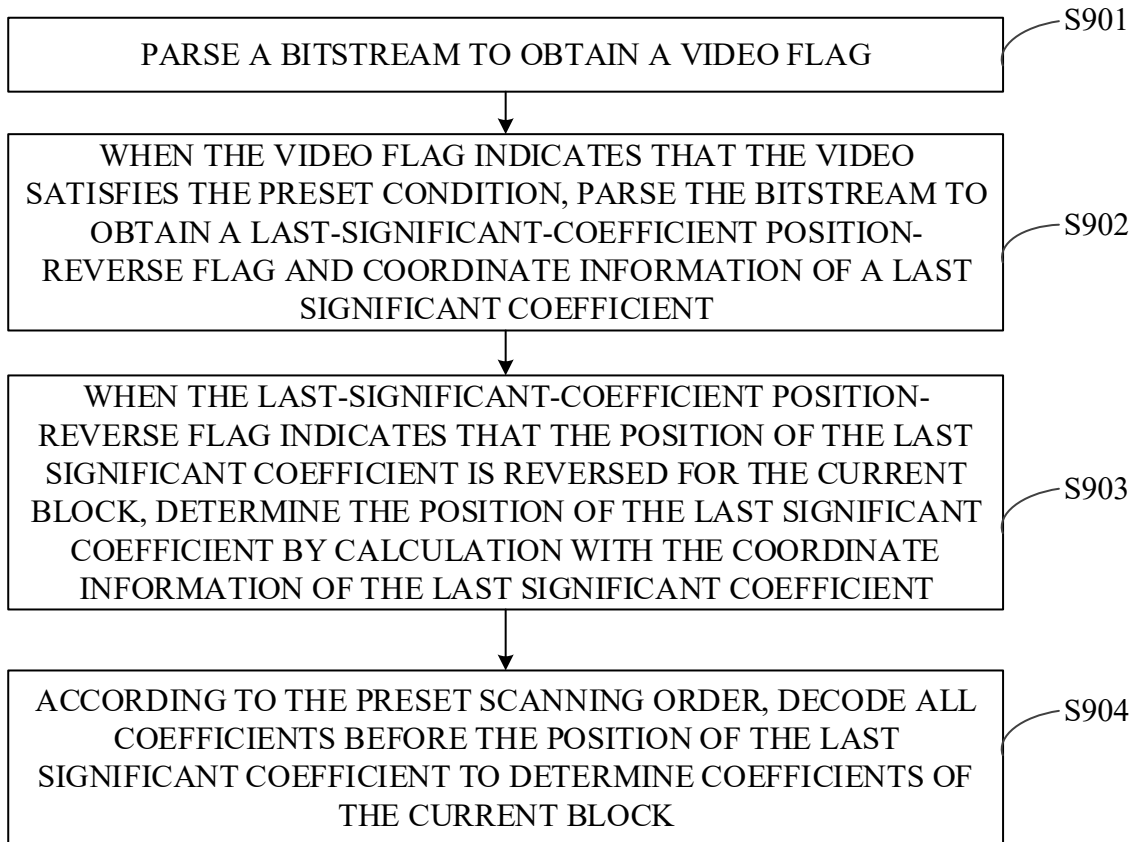 S901
PARSE A BITSTREAM TO OBTAIN A VIDEO FLAG
WHEN THE VIDEO FLAG INDICATES THAT THE VIDEO
SATISFIES THE PRESET CONDITION, PARSE THE BITSTREAM TO
OBTAIN A LAST-SIGNIFICANT-COEFFICIENT POSITION-
REVERSE FLAG AND COORDINATE INFORMATION OF A LAST
SIGNIFICANT COEFFICIENT
S902
WHEN THE LAST-SIGNIFICANT-COEFFICIENT POSITION-
REVERSE FLAG INDICATES THAT THE POSITION OF THE LAST
SIGNIFICANT COEFFICIENT IS REVERSED FOR THE CURRENT
BLOCK, DETERMINE THE POSITION OF THE LAST SIGNIFICANT
COEFFICIENT BY CALCULATION WITH THE COORDINATE
INFORMATION OF THE LAST SIGNIFICANT COEFFICIENT
S903
ACCORDING TO THE PRESET SCANNING ORDER, DECODE ALL
COEFFICIENTS BEFORE THE POSITION OF THE LAST
SIGNIFICANT COEFFICIENT TO DETERMINE COEFFICIENTS OF
THE CURRENT BLOCK
S904